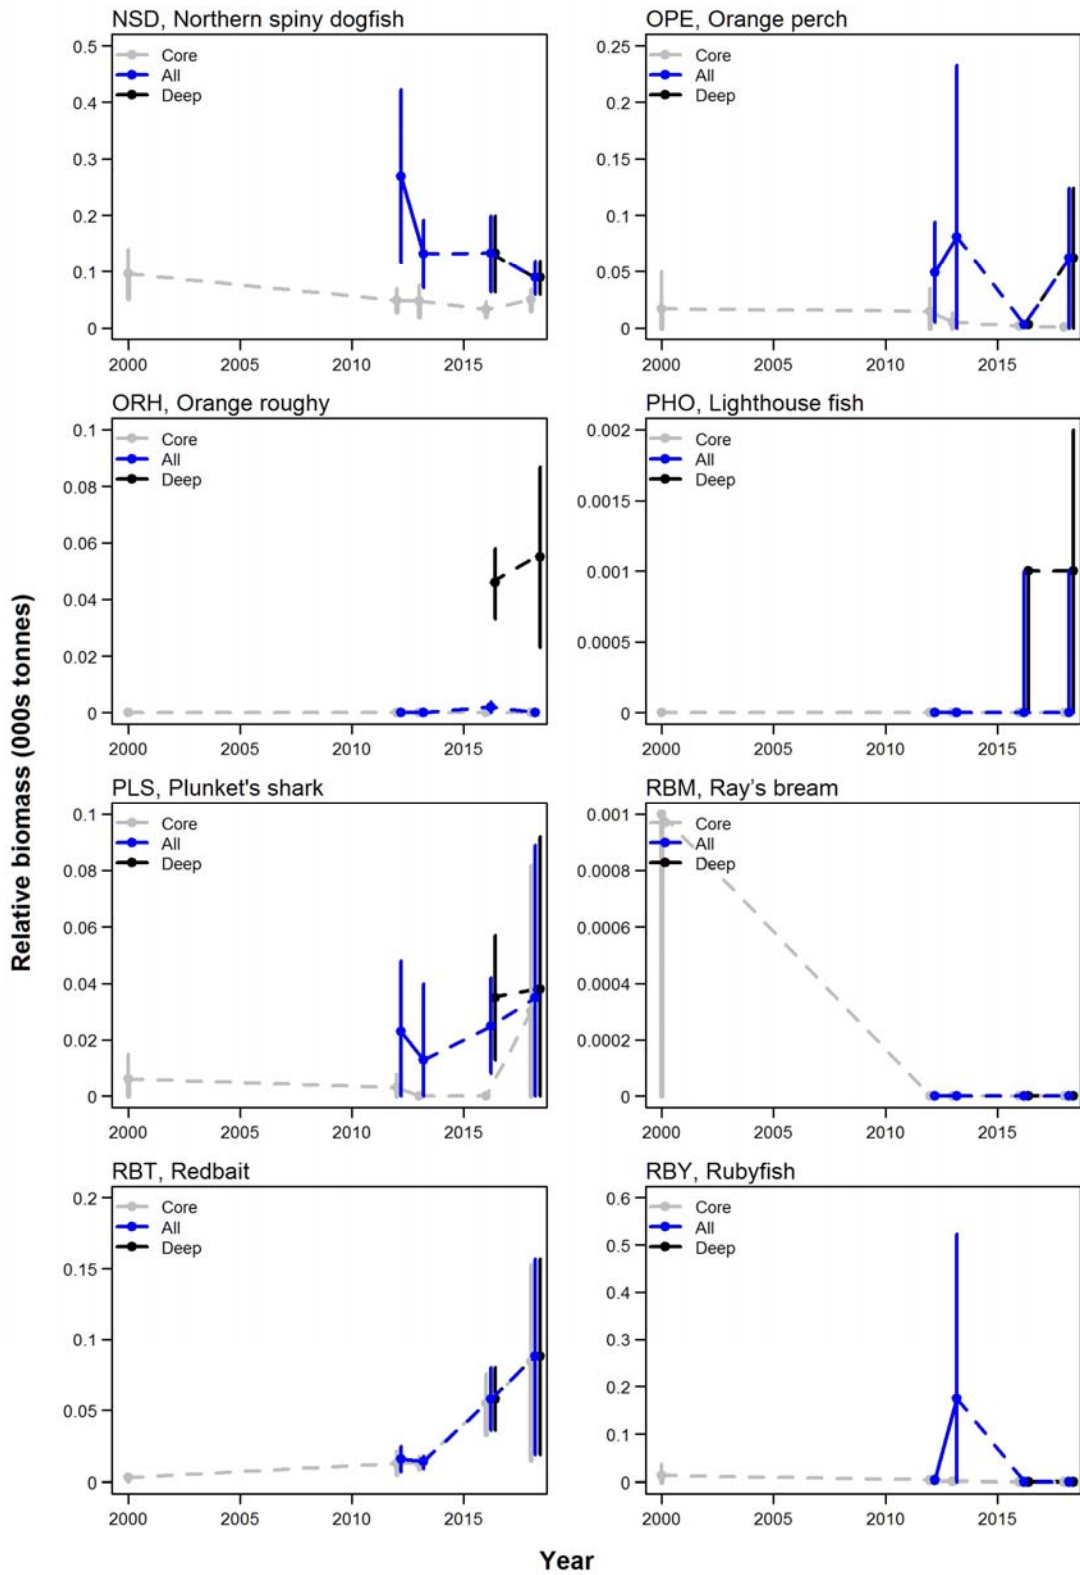 NSD, Northern spiny dogfish
0.5
0.4
0.3
0.2
0.1
0
Core
All
Deep
2000 2005 2010 2015
OPE, Orange perch
0.25
0.2
0.15
0.1
0.05
0
Core
All
Deep
2000 2005 2010 2015
ORH, Orange roughy
0.1
0.08
0.06
0.04
0.02
0
Core
All
Deep
2000 2005 2010 2015
PHO, Lighthouse fish
0.002
0.0015
0.001
0.0005
0
Core
All
Deep
2000 2005 2010 2015
PLS, Plunket's shark
0.1
0.08
0.06
0.04
0.02
0
Core
All
Deep
2000 2005 2010 2015
RBM, Ray’s bream
0.001
0.0008
0.0006
0.0004
0.0002
0
Core
All
Deep
2000 2005 2010 2015
RBT, Redbait
0.2
0.15
0.1
0.05
0
Core
All
Deep
2000 2005 2010 2015
RBY, Rubyfish
0.6
0.5
0.4
0.3
0.2
0.1
0
Core
All
Deep
2000 2005 2010 2015
Relative biomass (000s tonnes)
Year